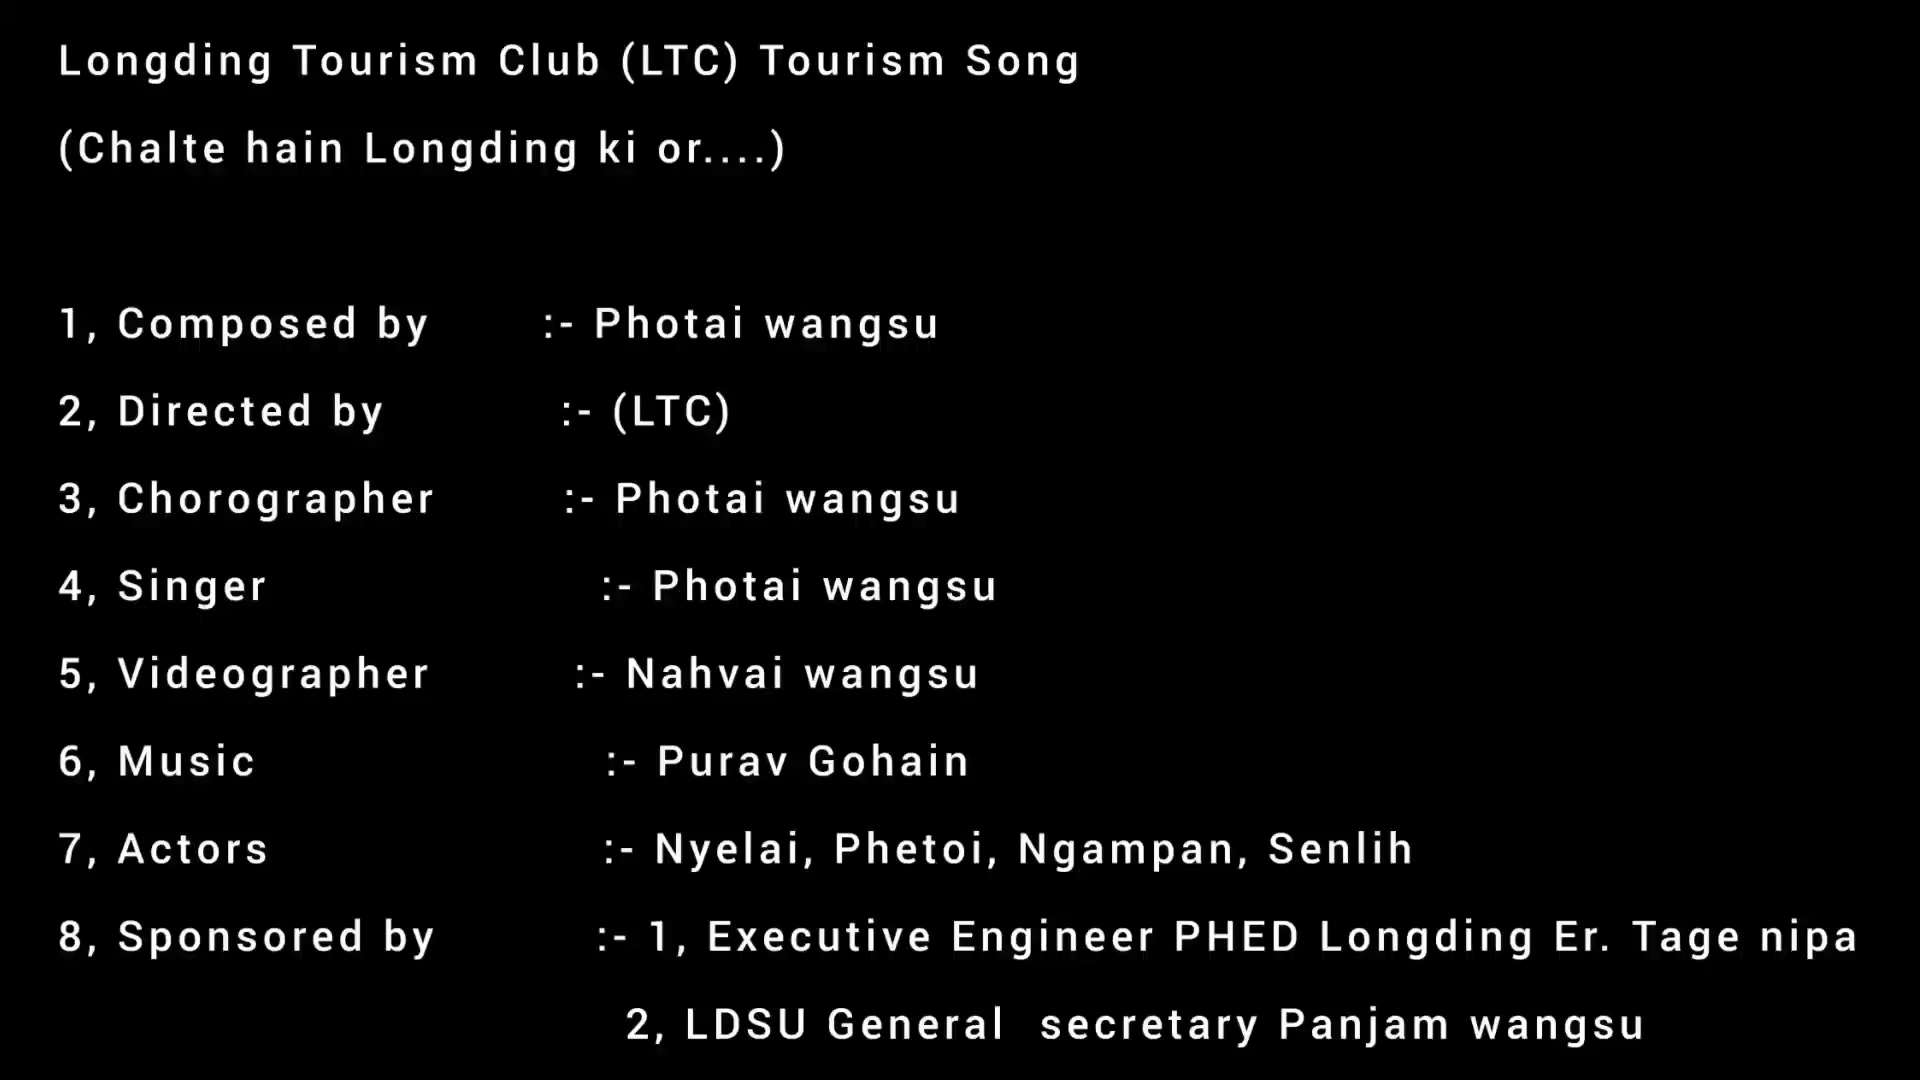 Longding Tourism Club (LTC) Tourism Song
(Chalte hain Longding ki or....)
1, Composed by :- Photai wangsu
2, Directed by :- (LTC)
3, Chorographer :- Photai wangsu
4, Singer :- Photai wangsu
5, Videographer :- Nahvai wangsu
6, Music :- Purav Gohain
7, Actors :- Nyelai, Phetoi, Ngampan, Senlih
8, Sponsored by :- 1, Executive Engineer PHED Longding Er. Tage nipa
2, LDSU General secretary Panjam wangsu